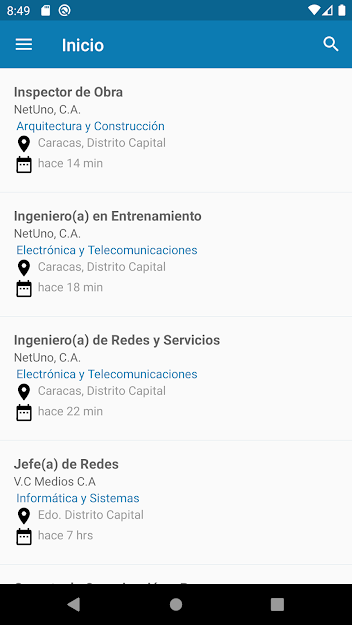 8:49
Inicio
Inspector de Obra
NetUno, C.A.
Arquitectura y Construcción
Caracas, Distrito Capital
hace 14 min
Ingeniero(a) en Entrenamiento
NetUno, C.A.
Electrónica y Telecomunicaciones
Caracas, Distrito Capital
hace 18 min
Ingeniero(a) de Redes y Servicios
NetUno, C.A.
Electrónica y Telecomunicaciones
Caracas, Distrito Capital
hace 22 min
Jefe(a) de Redes
V.C Medios C.A
Informática y Sistemas
Edo. Distrito Capital
hace 7 hrs